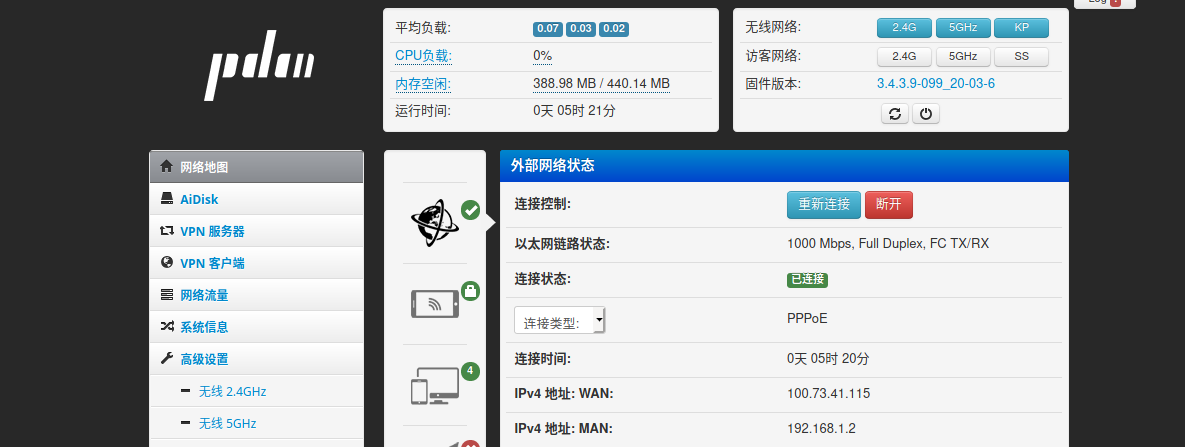 Log
pdcn
平均负载: 0.07 0.03 0.02
CPU负载: 0%
内存空闲: 388.98 MB / 440.14 MB
运行时间: 0天 05时 21分
无线网络: 2.4G 5GHz KP
访客网络: 2.4G 5GHz SS
固件版本: 3.4.3.9-099_20-03-6
网络地图
AiDisk
VPN 服务器
VPN 客户端
网络流量
系统信息
高级设置
无线 2.4GHz
无线 5GHz
4
外部网络状态
连接控制: 重新连接 断开
以太网链路状态: 1000 Mbps, Full Duplex, FC TX/RX
连接状态: 已连接
连接类型: PPPoE
连接时间: 0天 05时 20分
IPv4 地址: WAN: 100.73.41.115
IPv4 地址: MAN: 192.168.1.2